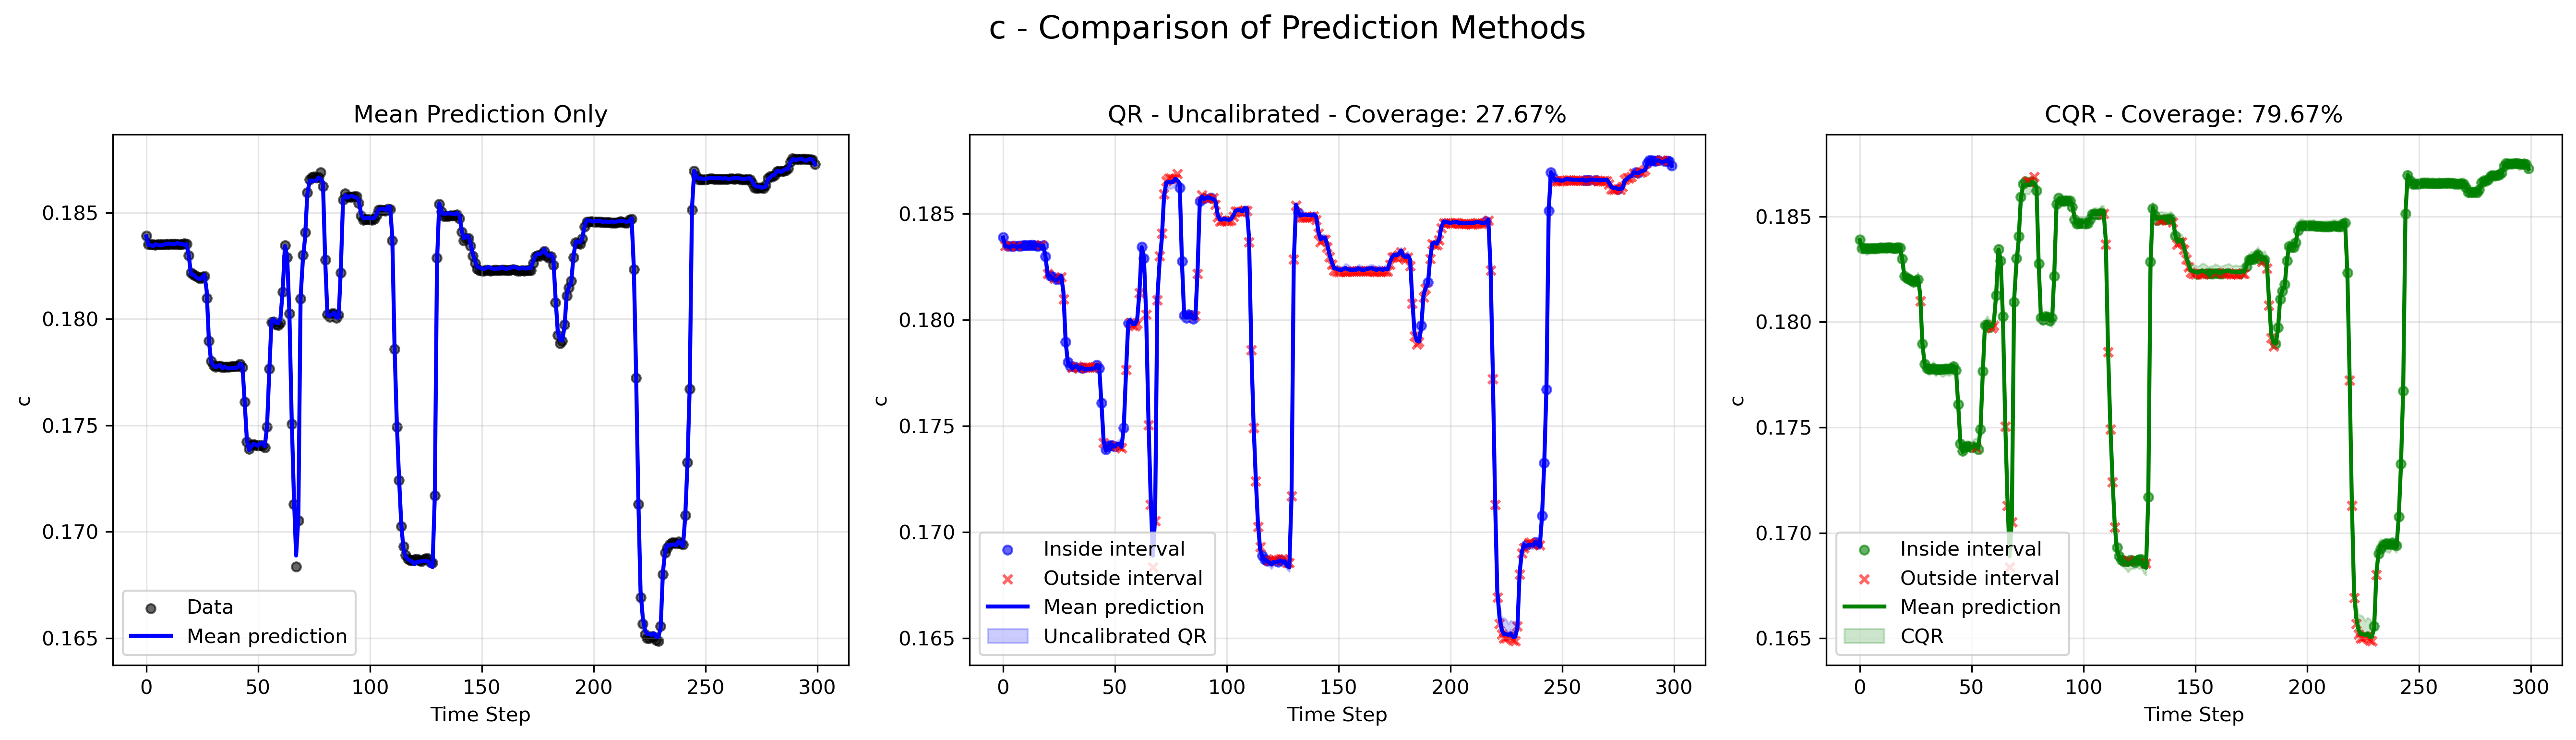 c - Comparison of Prediction Methods
Mean Prediction Only
0.185
0.180
0.175
0.170
0.165
c
Data
Mean prediction
0 50 100 150 200 250 300
Time Step
QR - Uncalibrated - Coverage: 27.67%
0.185
0.180
0.175
0.170
0.165
c
Inside interval
Outside interval
Mean prediction
Uncalibrated QR
0 50 100 150 200 250 300
Time Step
CQR - Coverage: 79.67%
0.185
0.180
0.175
0.170
0.165
c
Inside interval
Outside interval
Mean prediction
CQR
0 50 100 150 200 250 300
Time Step